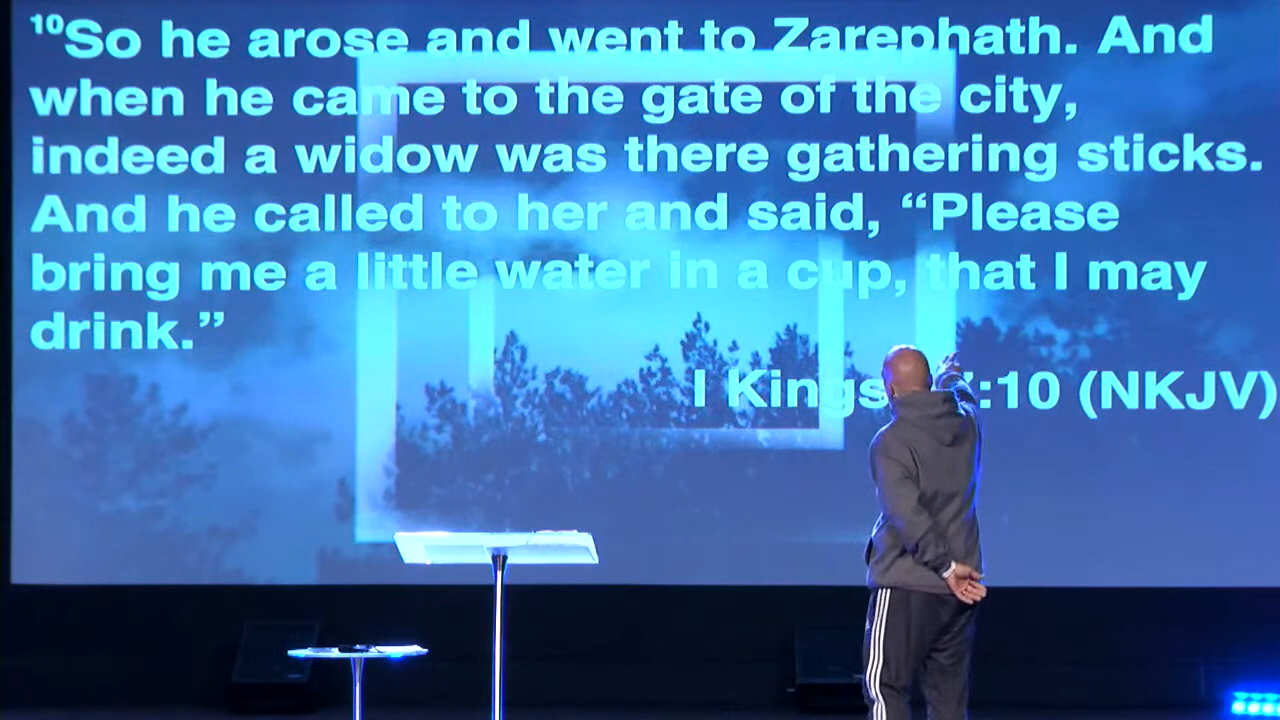 ¹⁰So he arose and went to Zarephath. And
when he came to the gate of the city,
indeed a widow was there gathering sticks.
And he called to her and said, “Please
bring me a little water in a cup, that I may
drink.”
I Kings :10 (NKJV)